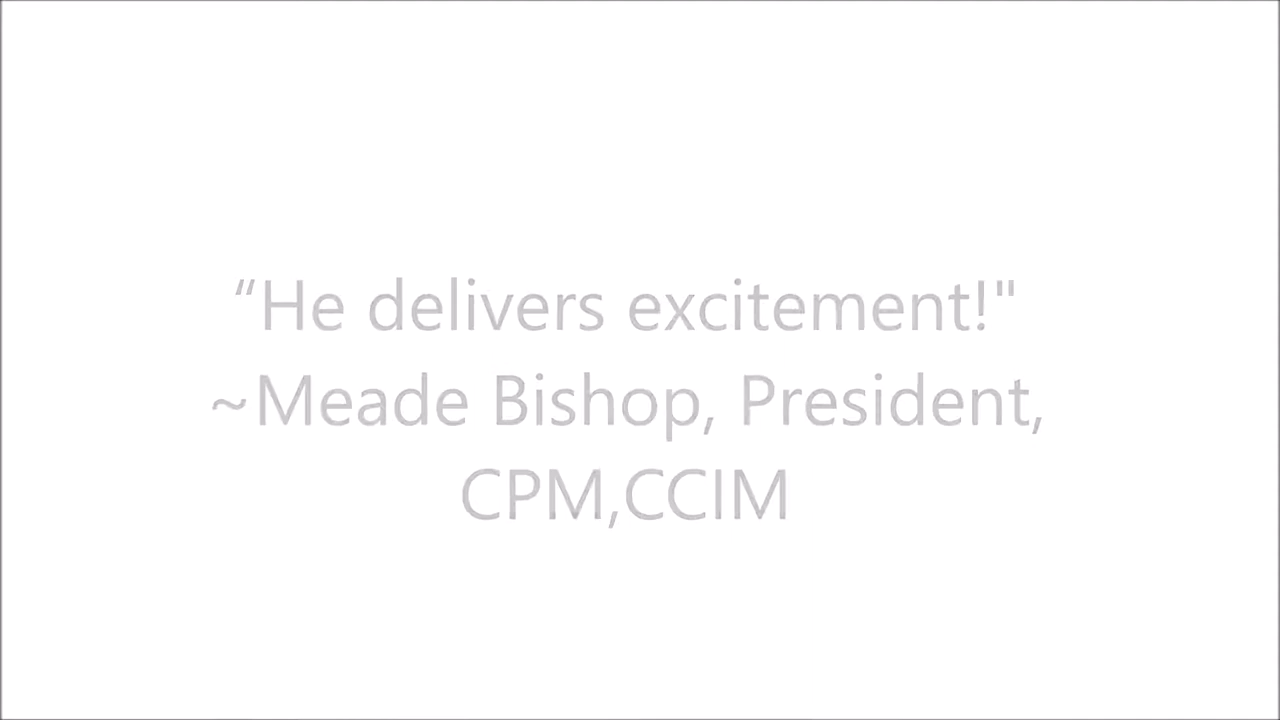 “He delivers excitement!"
~Meade Bishop, President,
CPM,CCIM